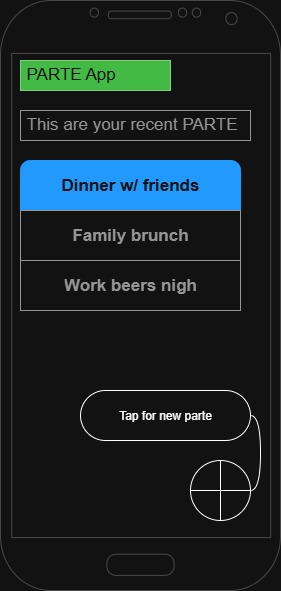 PARTE App
This are your recent PARTE
Dinner w/ friends
Family brunch
Work beers nigh
Tap for new parte